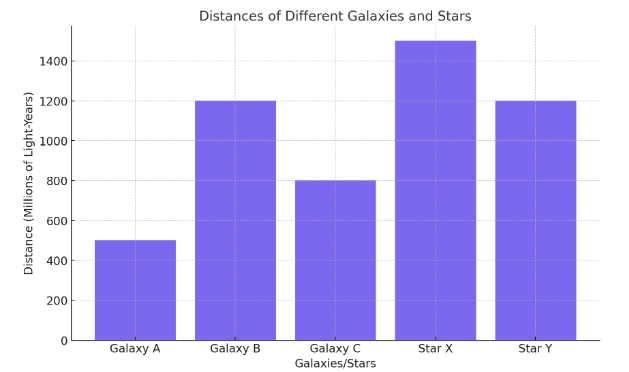 Distances of Different Galaxies and Stars
Distance (Millions of Light-Years)
1400
1200
1000
800
600
400
200
0
Galaxy A Galaxy B Galaxy C Star X Star Y
Galaxies/Stars